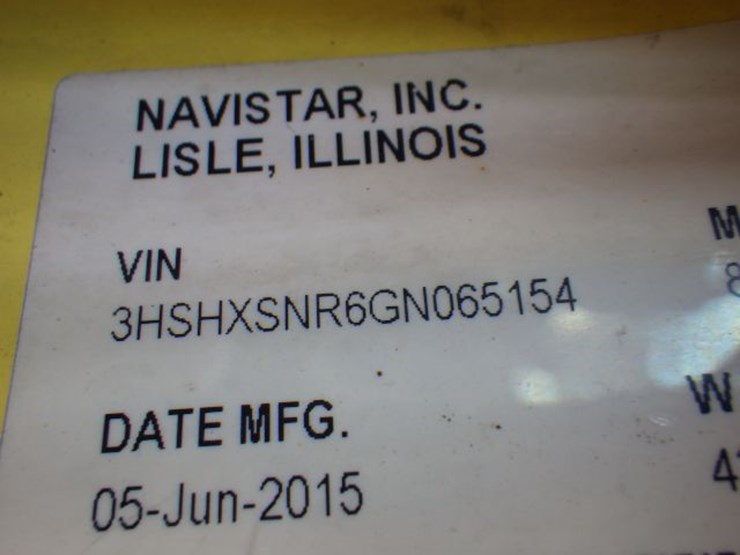 NAVISTAR, INC.
LISLE, ILLINOIS
VIN
3HSHXSNR6GN065154
DATE MFG.
05-Jun-2015